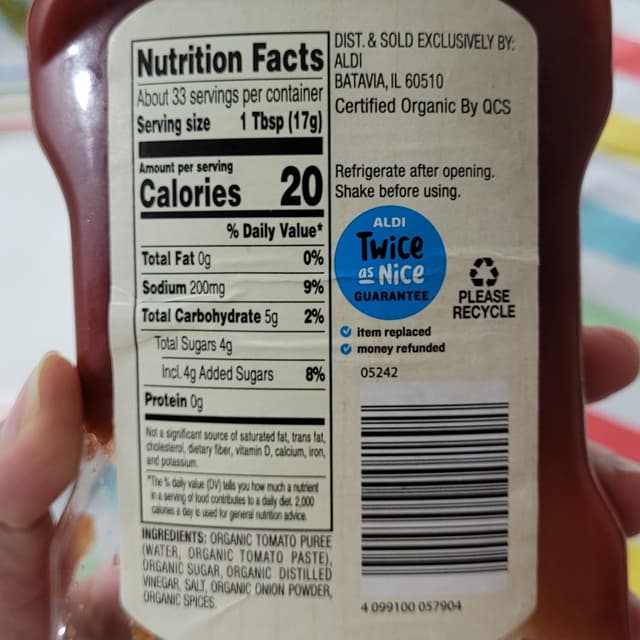 Nutrition Facts
About 33 servings per container
Serving size 1 Tbsp (17g)
Amount per serving
Calories 20
% Daily Value*
Total Fat 0g 0%
Sodium 200mg 9%
Total Carbohydrate 5g 2%
Total Sugars 4g
Incl. 4g Added Sugars 8%
Protein 0g
Not a significant source of saturated fat, trans fat,
cholesterol, dietary fiber, vitamin D, calcium, iron,
and potassium.
*The % daily value (DV) tells you how much a nutrient
in a serving of food contributes to a daily diet. 2,000
calories a day is used for general nutrition advice.
INGREDIENTS: ORGANIC TOMATO PUREE
(WATER, ORGANIC TOMATO PASTE),
ORGANIC SUGAR, ORGANIC DISTILLED
VINEGAR, SALT, ORGANIC ONION POWDER,
ORGANIC SPICES.
DIST. & SOLD EXCLUSIVELY BY:
ALDI
BATAVIA, IL 60510
Certified Organic By QCS
Refrigerate after opening.
Shake before using.
ALDI
Twice
as Nice
GUARANTEE
item replaced
money refunded
PLEASE
RECYCLE
05242
4 099100 057904